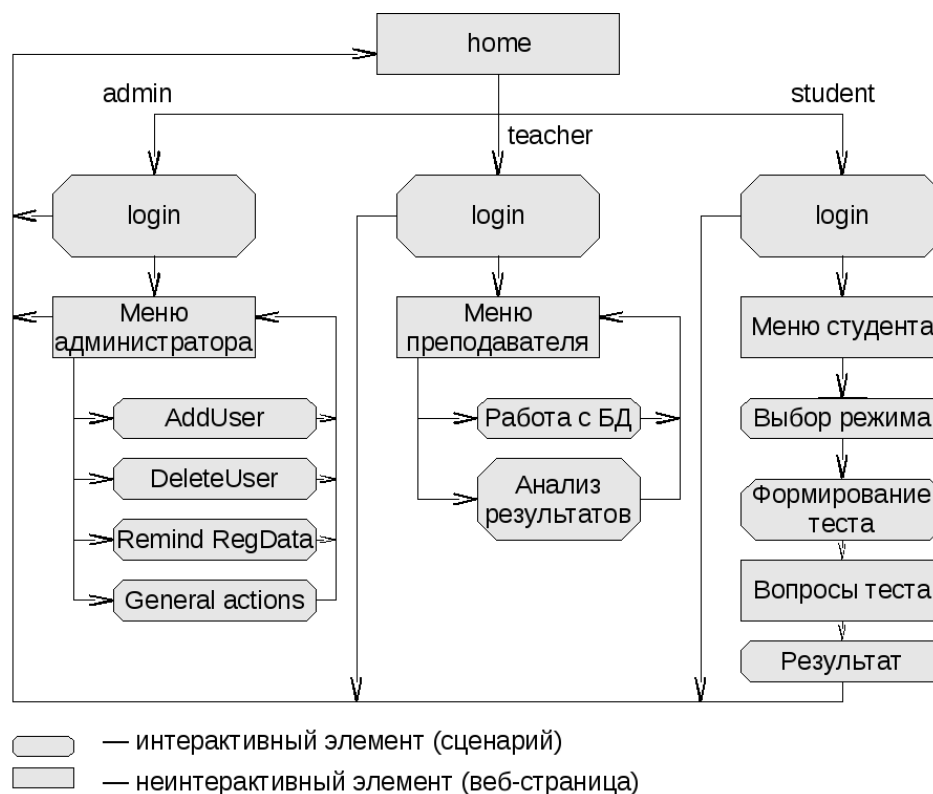 home
admin
student
teacher
login
login
login
Меню
администратора
Меню
преподавателя
Меню студента
AddUser
Работа с БД
Выбор режима
DeleteUser
Анализ
результатов
Формирование
теста
Remind RegData
General actions
Вопросы теста
Результат
— интерактивный элемент (сценарий)
— неинтерактивный элемент (веб-страница)